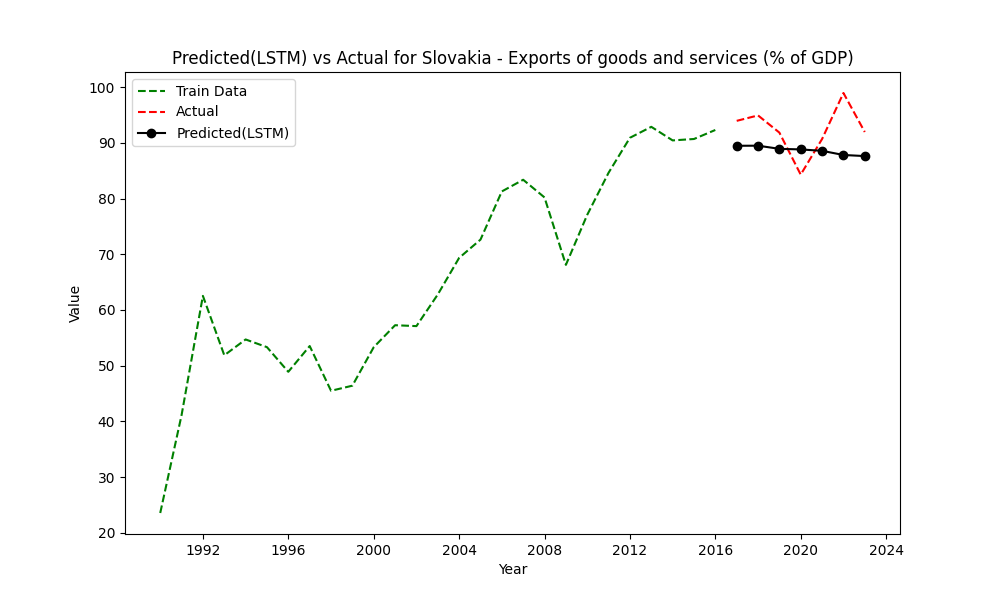 Predicted(LSTM) vs Actual for Slovakia - Exports of goods and services (% of GDP)
Train Data
Actual
Predicted(LSTM)
Value
100
90
80
70
60
50
40
30
20
1992 1996 2000 2004 2008 2012 2016 2020 2024
Year